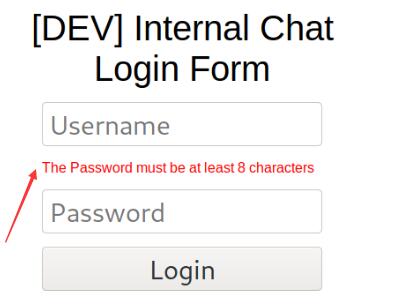 [DEV] Internal Chat
Login Form
Username
The Password must be at least 8 characters
Password
Login